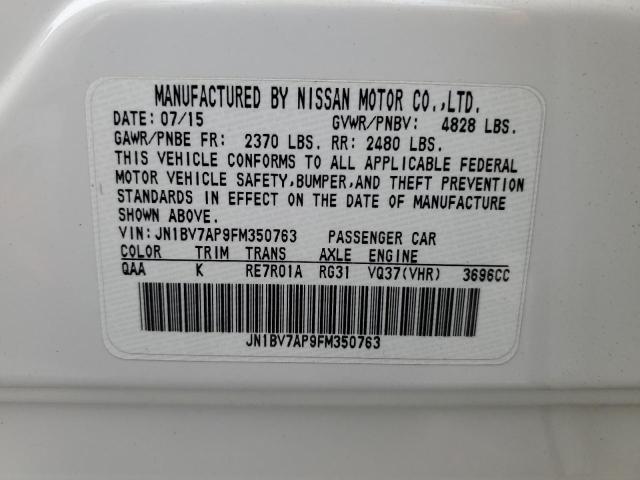 MANUFACTURED BY NISSAN MOTOR CO.,LTD.
DATE: 07/15 GVWR/PNBV: 4828 LBS.
GAWR/PNBE FR: 2370 LBS. RR: 2480 LBS.
THIS VEHICLE CONFORMS TO ALL APPLICABLE FEDERAL
MOTOR VEHICLE SAFETY,BUMPER,AND THEFT PREVENTION
STANDARDS IN EFFECT ON THE DATE OF MANUFACTURE
SHOWN ABOVE.
VIN:JN1BV7AP9FM350763 PASSENGER CAR
COLOR TRIM TRANS AXLE ENGINE
QAA K RE7R01A RG31 VQ37(VHR) 3696CC
JN1BV7AP9FM350763